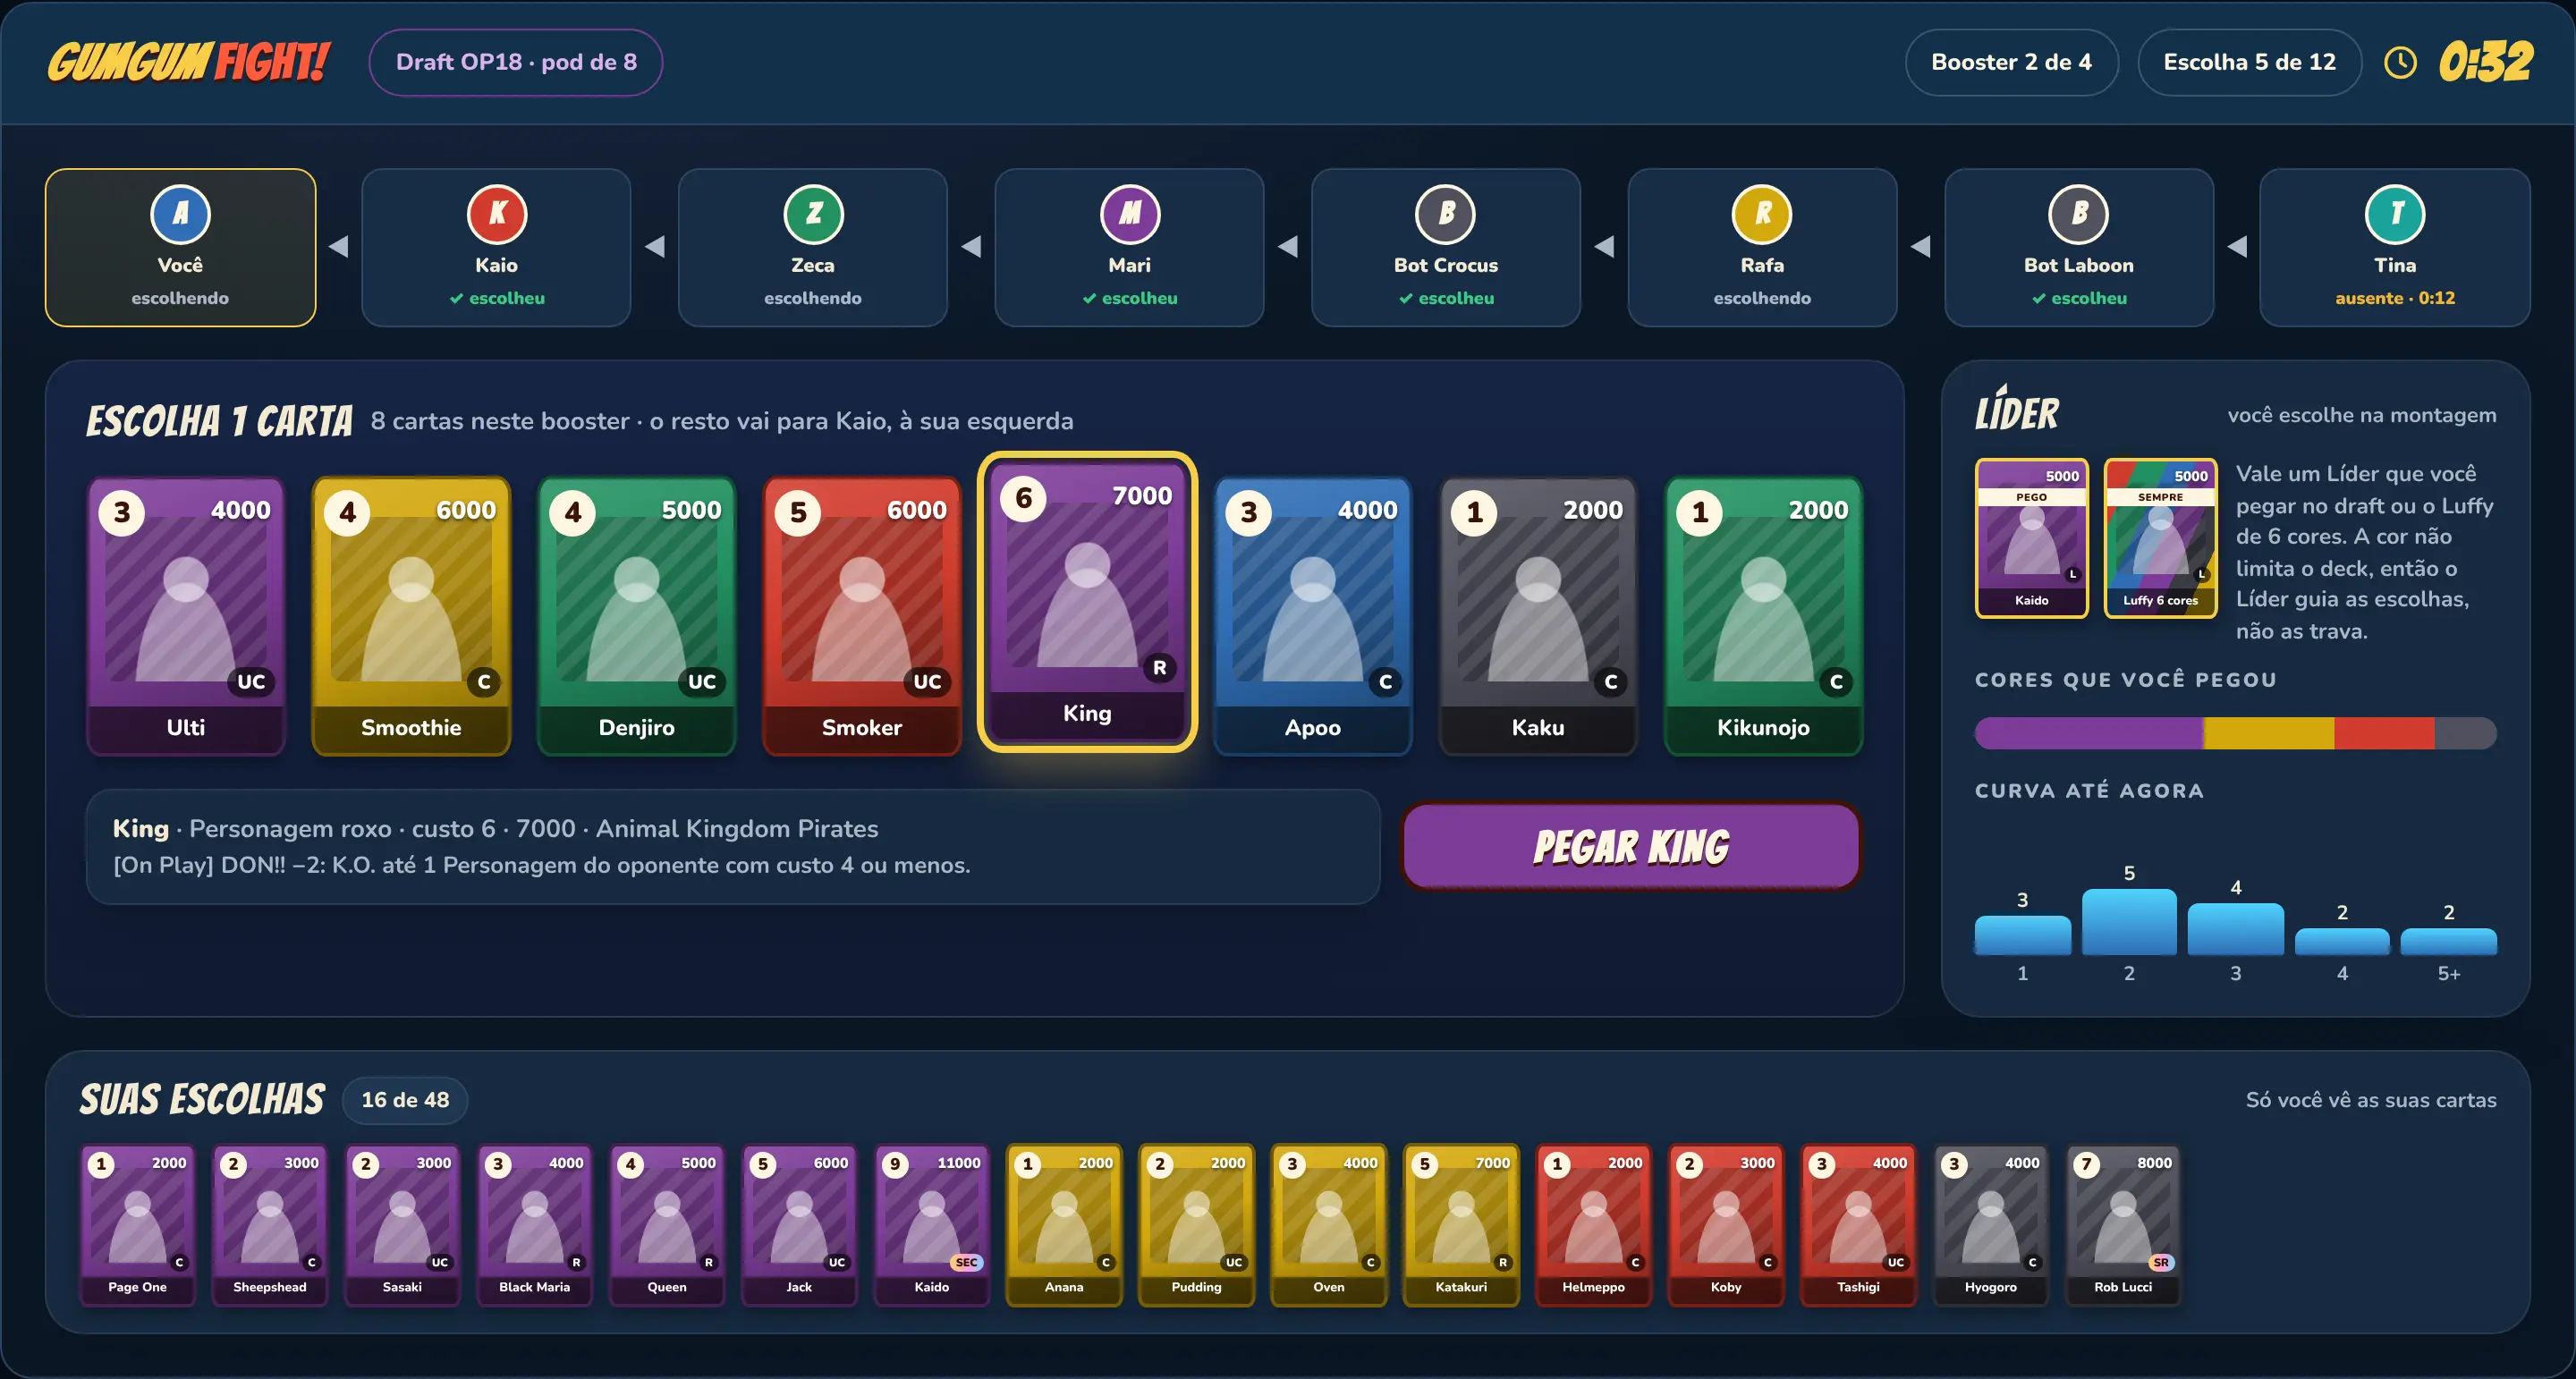 GUMGUM FIGHT!
Draft OP18 · pod de 8
Booster 2 de 4
Escolha 5 de 12
0:32
A
Você
escolhendo
K
Kaio
✓ escolheu
Z
Zeca
escolhendo
M
Mari
✓ escolheu
B
Bot Crocus
✓ escolheu
R
Rafa
escolhendo
B
Bot Laboon
✓ escolheu
T
Tina
ausente · 0:12
ESCOLHA 1 CARTA
8 cartas neste booster · o resto vai para Kaio, à sua esquerda
3 4000
UC
Ulti
4 6000
C
Smoothie
4 5000
UC
Denjiro
5 6000
UC
Smoker
6 7000
R
King
3 4000
C
Apoo
1 2000
C
Kaku
1 2000
C
Kikunojo
King · Personagem roxo · custo 6 · 7000 · Animal Kingdom Pirates
[On Play] DON!! −2: K.O. até 1 Personagem do oponente com custo 4 ou menos.
PEGAR KING
LÍDER
você escolhe na montagem
5000
PEGO
L
Kaido
5000
SEMPRE
L
Luffy 6 cores
Vale um Líder que você
pegar no draft ou o Luffy
de 6 cores. A cor não
limita o deck, então o
Líder guia as escolhas,
não as trava.
CORES QUE VOCÊ PEGOU
CURVA ATÉ AGORA
3 5 4 2 2
1 2 3 4 5+
SUAS ESCOLHAS
16 de 48
Só você vê as suas cartas
1 2000
C
Page One
2 3000
C
Sheepshead
2 3000
UC
Sasaki
3 4000
R
Black Maria
4 5000
R
Queen
5 6000
UC
Jack
9 11000
SEC
Kaido
1 2000
C
Anana
2 2000
UC
Pudding
3 4000
C
Oven
5 7000
R
Katakuri
1 2000
C
Helmeppo
2 3000
C
Koby
3 4000
UC
Tashigi
3 4000
C
Hyogoro
7 8000
SR
Rob Lucci